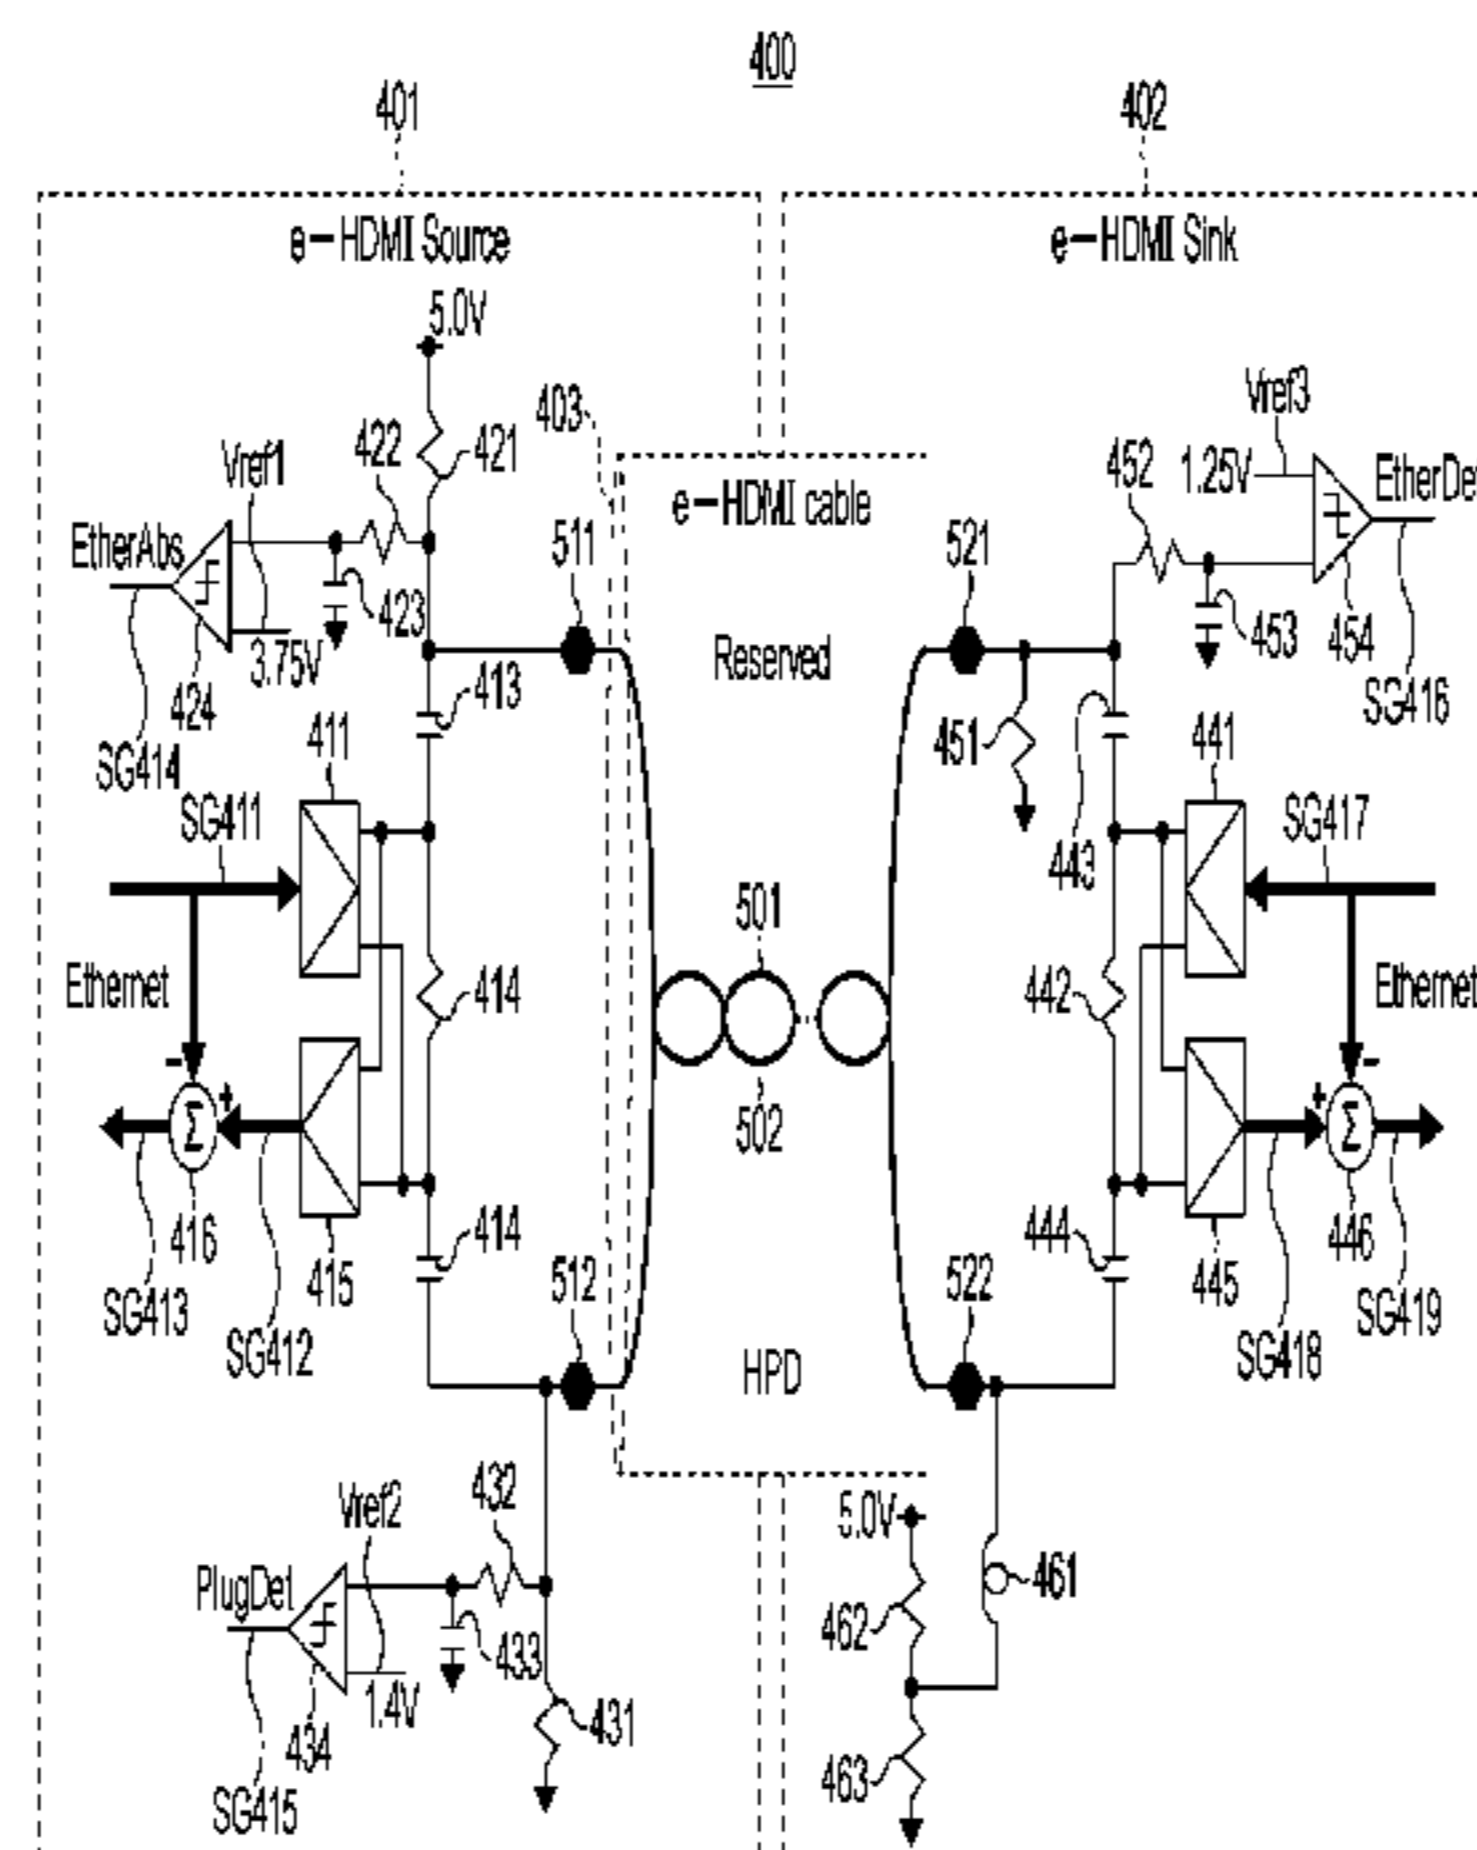 400
401
402
e-HDMI Source
e-HDMI Sink
5.0V
403
Vref3
422
421
452
1.25V
EtherDet
Vref1
e-HDMI cable
EtherAbs
511
521
423
453
454
3.75V
Reserved
SG416
424
413
SG414
411
451
441
SG411
443
SG417
501
Ethernet
414
442
Ethernet
-
-
+
+
Σ
Σ
502
416
414
444
446
415
512
522
445
SG413
SG412
SG418
SG419
HPD
432
Vref2
5.0V
PlugDet
461
433
462
1.4V
431
434
463
SG415